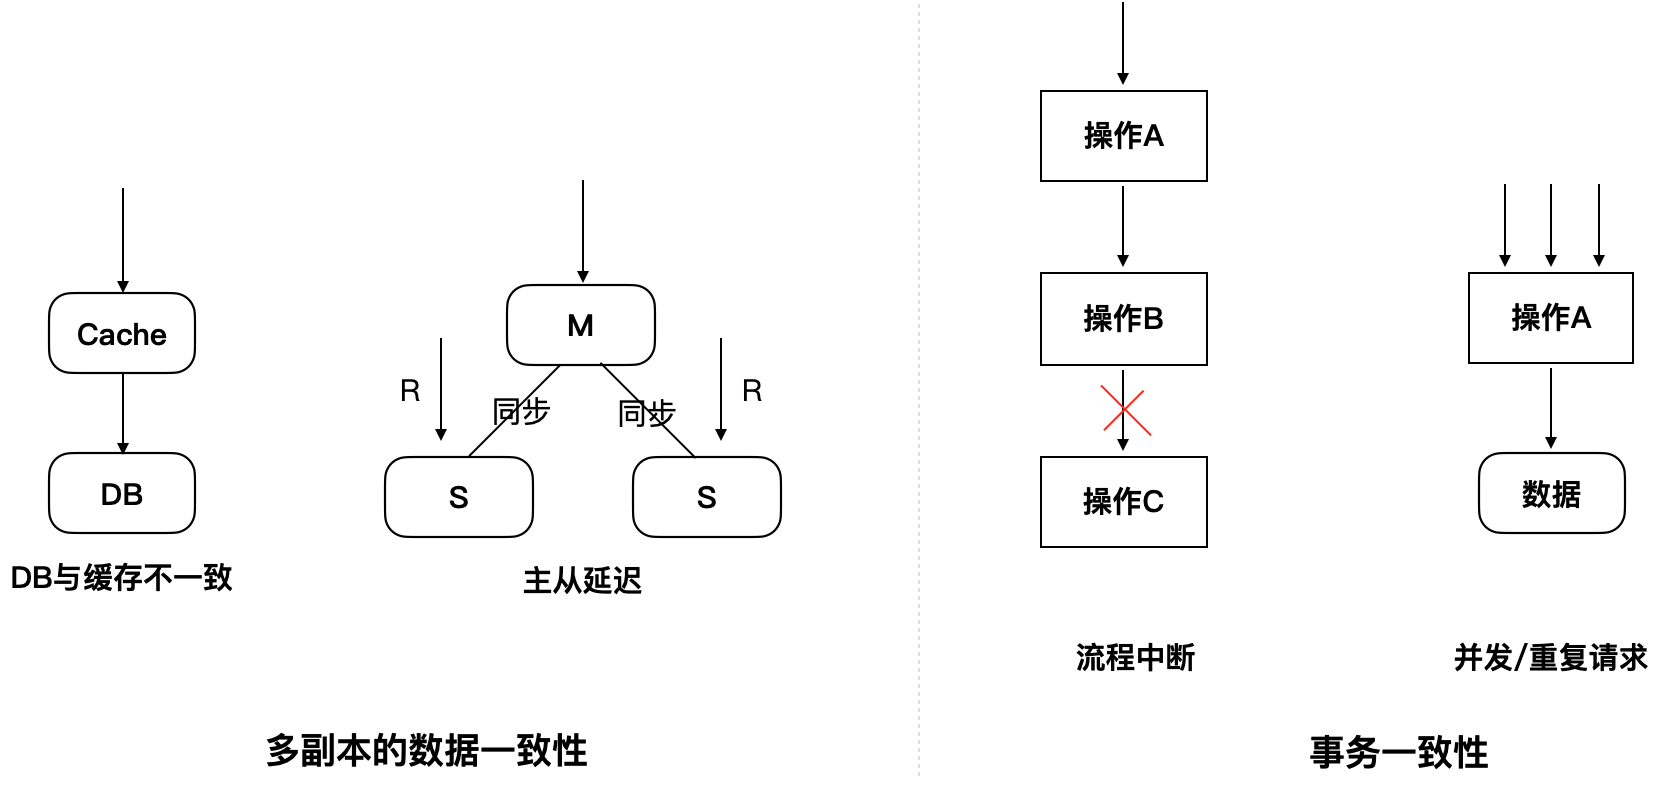 Cache
DB
DB与缓存不一致
M
R
同步
同步
R
S
S
主从延迟
多副本的数据一致性
操作A
操作B
操作C
流程中断
操作A
数据
并发/重复请求
事务一致性